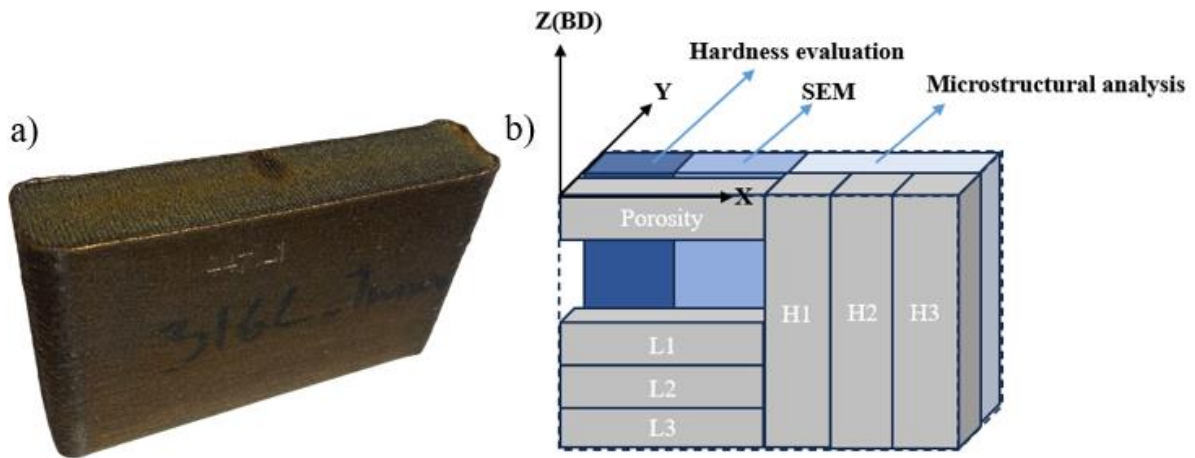 a)
316L
b)
Z(BD)
Hardness evaluation
Y
SEM
Microstructural analysis
X
Porosity
H1
H2
H3
L1
L2
L3